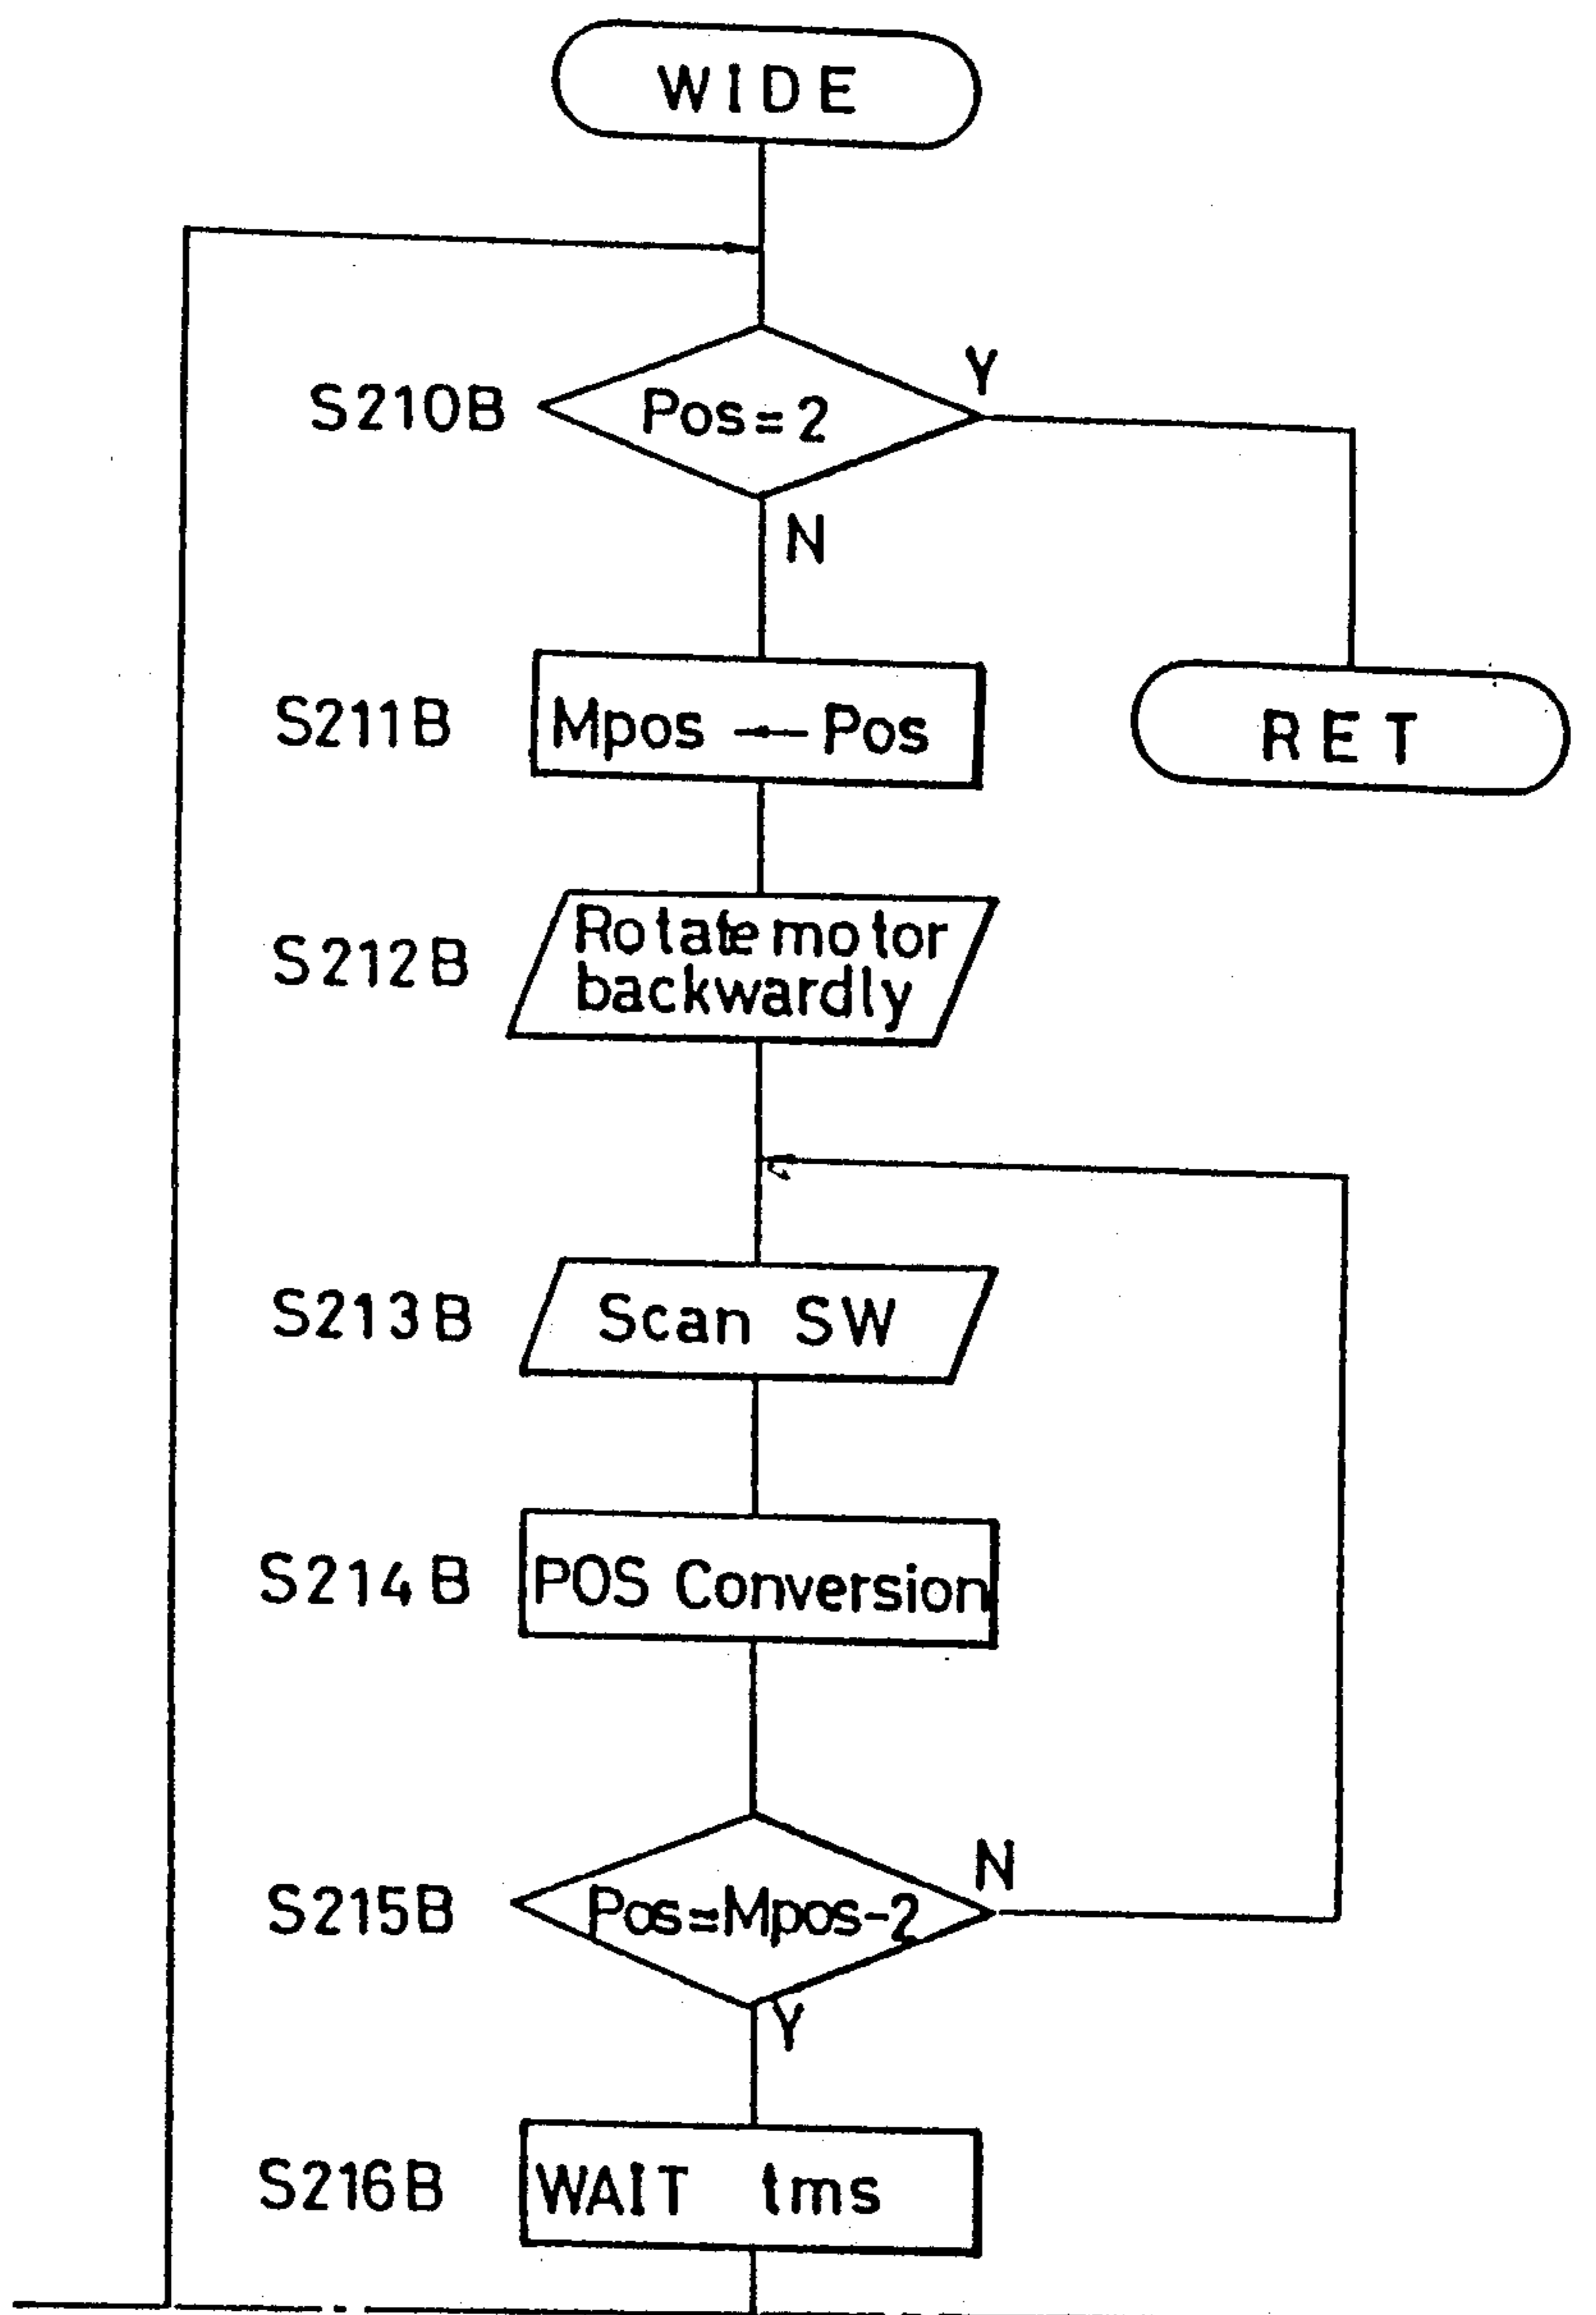 WIDE
S210B
Pos=2
Y
N
S211B
Mpos ← Pos
RET
S212B
Rotate motor
backwardly
S213B
Scan SW
S214B
POS Conversion
S215B
Pos=Mpos-2
N
Y
S216B
WAIT tms